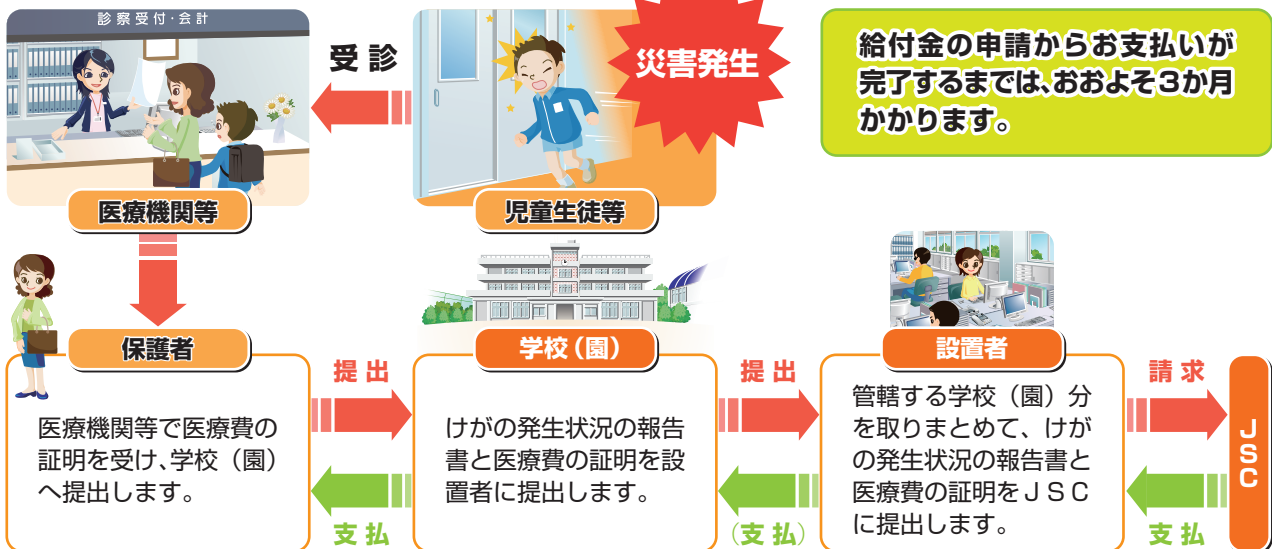 診察受付・会計
受診
災害発生
給付金の申請からお支払いが
完了するまでは、おおよそ3か月
かかります。
医療機関等
児童生徒等
保護者
医療機関等で医療費の
証明を受け、学校（園）
へ提出します。
提出
支払
学校（園）
けがの発生状況の報告
書と医療費の証明を設
置者に提出します。
提出
（支払）
設置者
管轄する学校（園）分
を取りまとめて、けが
の発生状況の報告書と
医療費の証明をＪＳＣ
に提出します。
請求
支払
JSC